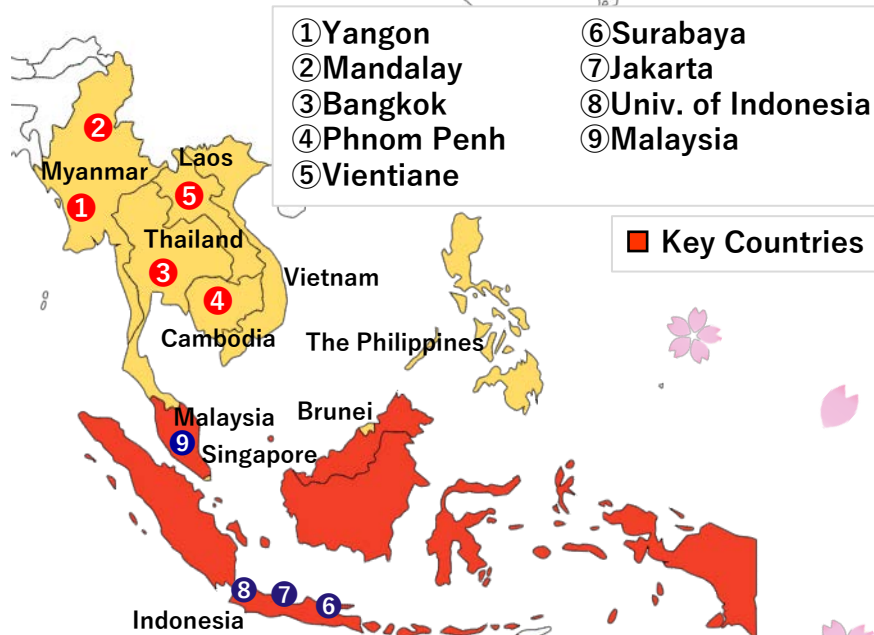 ①Yangon
②Mandalay
③Bangkok
④Phnom Penh
⑤Vientiane
⑥Surabaya
⑦Jakarta
⑧Univ. of Indonesia
⑨Malaysia
Key Countries
2
Laos
Myanmar
5
1
Thailand
3
Vietnam
4
Cambodia
The Philippines
Malaysia
Brunei
9
Singapore
8
7
6
Indonesia